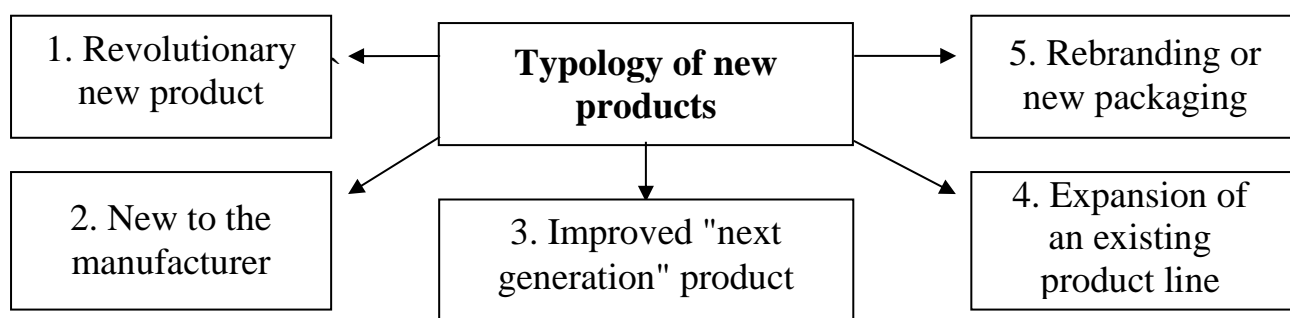 Typology of new
products
1. Revolutionary
new product
2. New to the
manufacturer
3. Improved "next
generation" product
4. Expansion of
an existing
product line
5. Rebranding or
new packaging